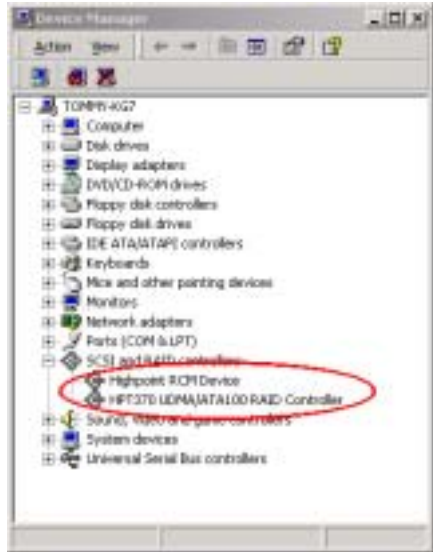 Device Manager
Action View
TOMMY-KG7
Computer
Disk drives
Display adapters
DVD/CD-ROM drives
Floppy disk controllers
Floppy disk drives
IDE ATA/ATAPI controllers
Keyboards
Mice and other pointing devices
Monitors
Network adapters
Ports (COM & LPT)
SCSI and RAID controllers
Highpoint RCM Device
HPT370 UDMA/ATA100 RAID Controller
Sound, video and game controllers
System devices
Universal Serial Bus controllers